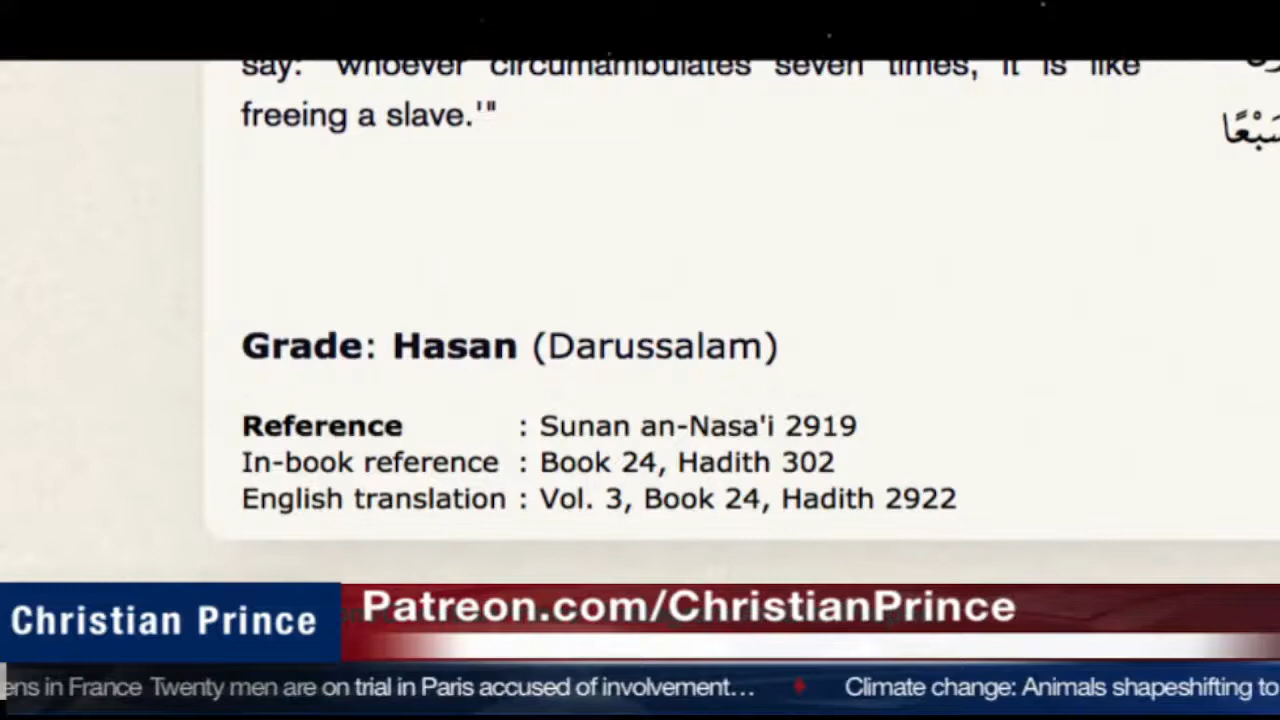 say: "whoever circumambulates seven times, it is like
freeing a slave.'"
سَبْعًا
Grade: Hasan (Darussalam)
Reference : Sunan an-Nasa'i 2919
In-book reference : Book 24, Hadith 302
English translation : Vol. 3, Book 24, Hadith 2922
Christian Prince
Patreon.com/ChristianPrince
ens in France Twenty men are on trial in Paris accused of involvement... Climate change: Animals shapeshifting to